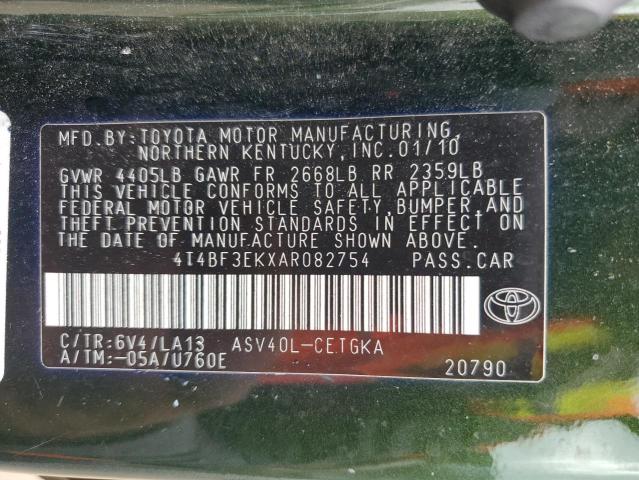 MFD. BY: TOYOTA MOTOR MANUFACTURING,
NORTHERN KENTUCKY, INC. 01/10
GVWR 4405LB GAWR FR 2668LB RR 2359LB
THIS VEHICLE CONFORMS TO ALL APPLICABLE
FEDERAL MOTOR VEHICLE SAFETY, BUMPER, AND
THEFT PREVENTION STANDARDS IN EFFECT ON
THE DATE OF MANUFACTURE SHOWN ABOVE.
4T4BF3EKXAR082754 PASS. CAR
C/TR: 6V4/LA13 ASV40L-CETGKA
A/TM: -05A/U760E
20790